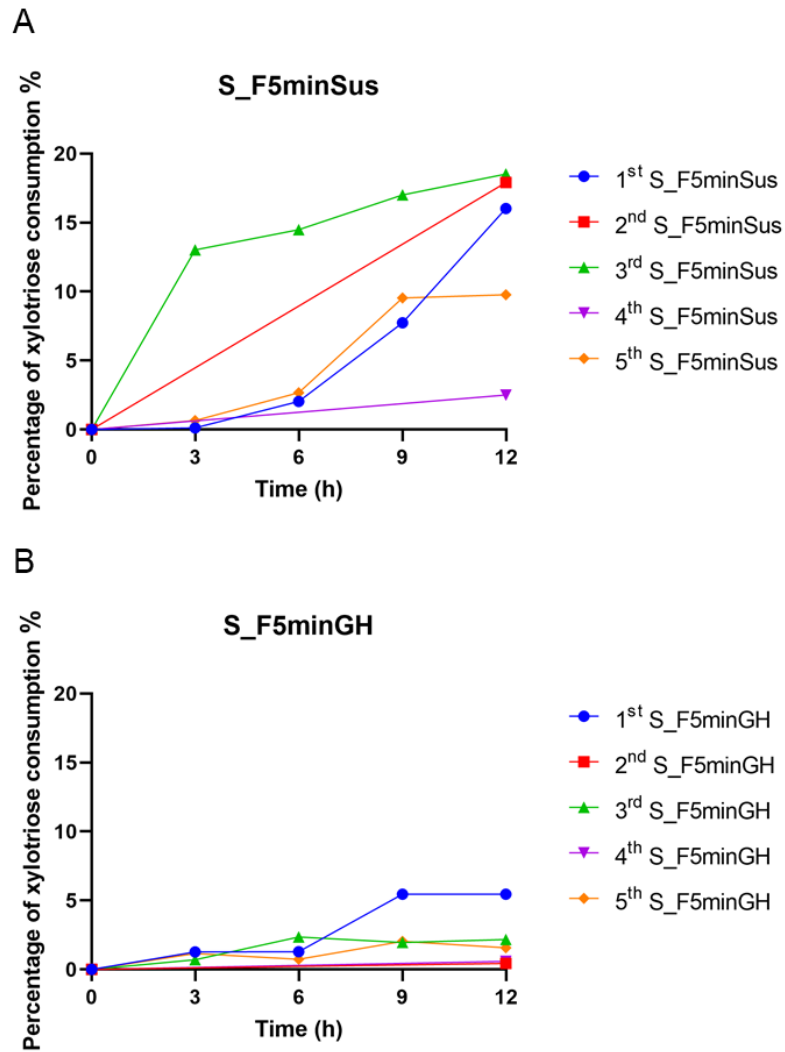 A
S_F5minSus
Percentage of xylotriose consumption %
20
15
10
5
0
0 3 6 9 12
Time (h)
1st S_F5minSus
2nd S_F5minSus
3rd S_F5minSus
4th S_F5minSus
5th S_F5minSus
B
S_F5minGH
Percentage of xylotriose consumption %
20
15
10
5
0
0 3 6 9 12
Time (h)
1st S_F5minGH
2nd S_F5minGH
3rd S_F5minGH
4th S_F5minGH
5th S_F5minGH